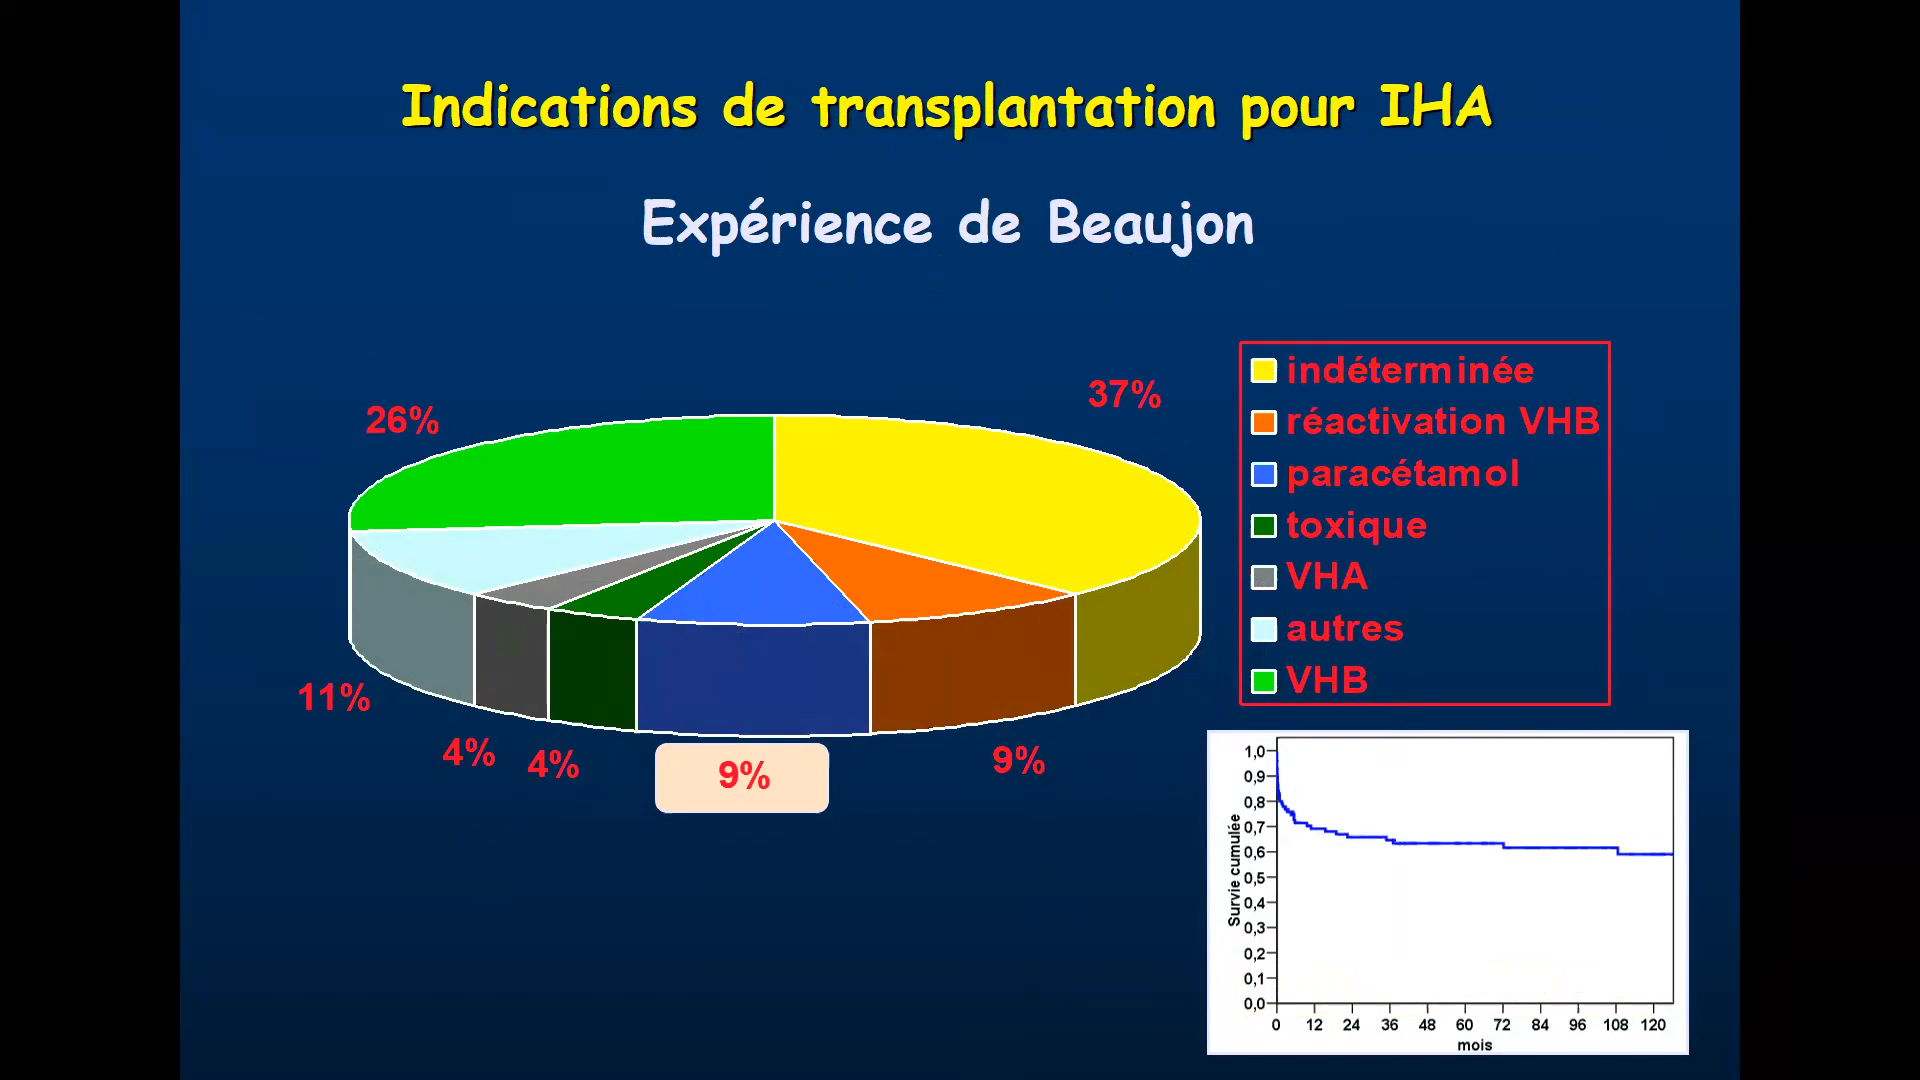 Indications de transplantation pour IHA
Expérience de Beaujon
37%
26%
11%
4%
4%
9%
9%
indéterminée
réactivation VHB
paracétamol
toxique
VHA
autres
VHB
Survie cumulée
1,0
0,9
0,8
0,7
0,6
0,5
0,4
0,3
0,2
0,1
0,0
0 12 24 36 48 60 72 84 96 108 120
mois